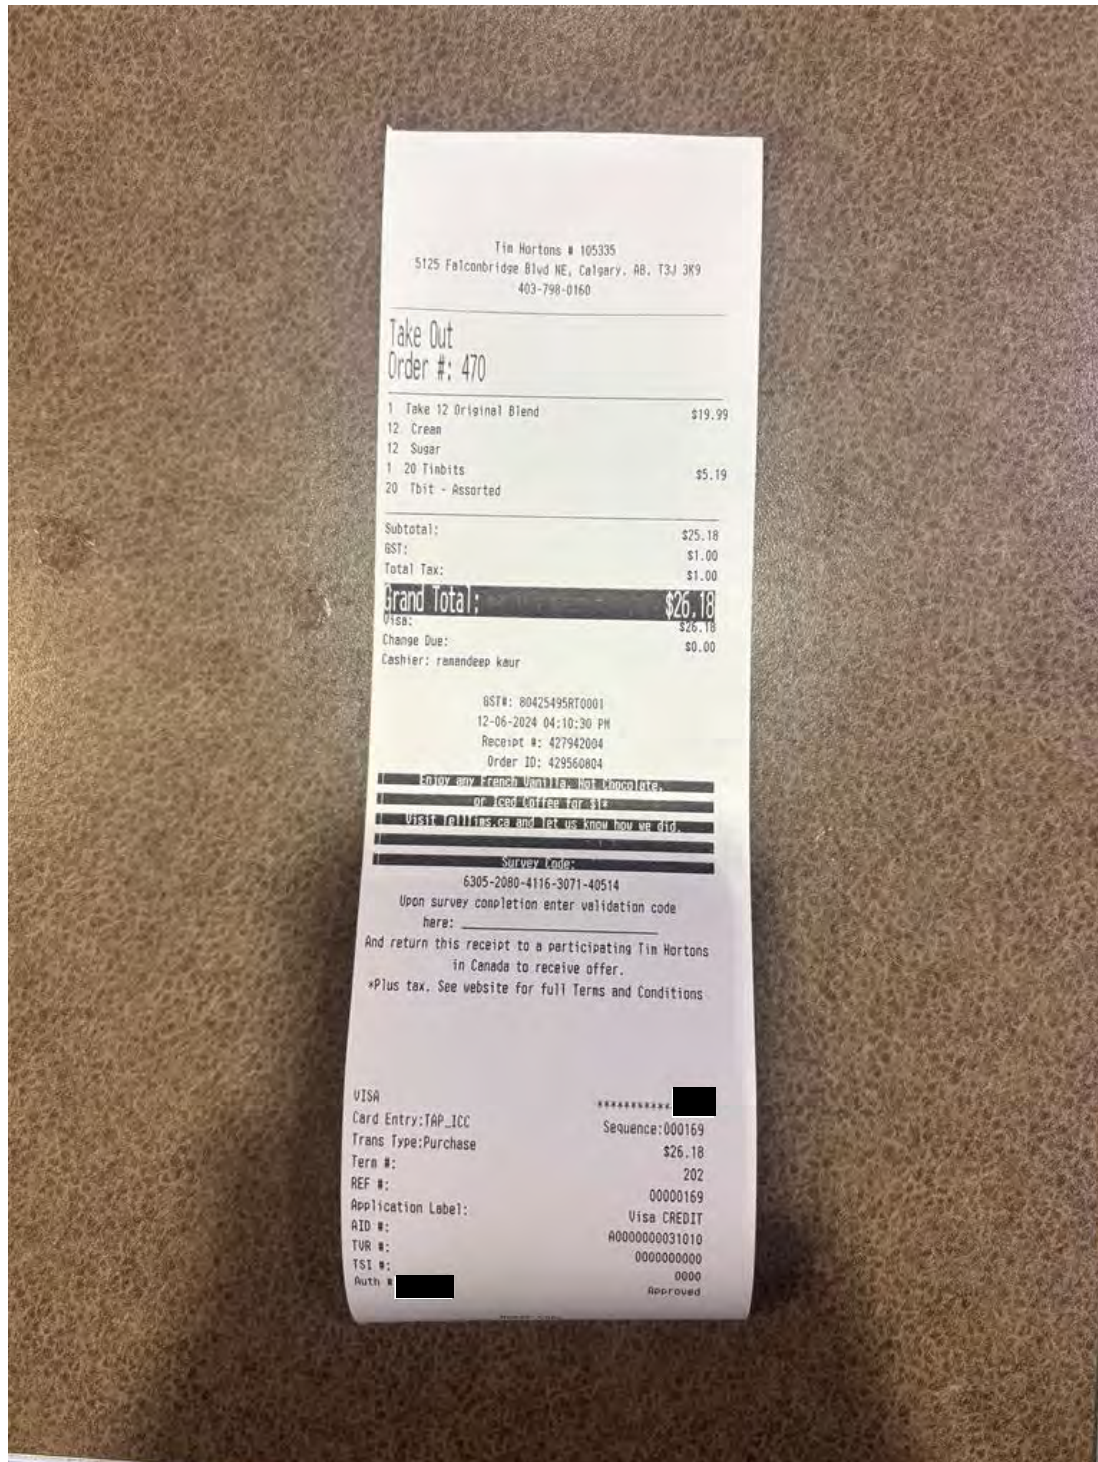 Tim Hortons # 105335
5125 Falconbridge Blvd NE, Calgary, AB, T3J 3K9
403-798-0160
Take Out
Order #: 470
1 Take 12 Original Blend $19.99
12 Cream
12 Sugar
1 20 Timbits $5.19
20 Tbit - Assorted
Subtotal: $25.18
GST: $1.00
Total Tax: $1.00
Grand Total: $26.18
Visa: $26.18
Change Due: $0.00
Cashier: ramandeep kaur
GST#: 80425495RT0001
12-06-2024 04:10:30 PM
Receipt #: 427942004
Order ID: 429560804
Enjoy any French Vanilla, Hot Chocolate,
or Iced Coffee for $1*
Visit TellTims.ca and let us know how we did.
Survey Code:
6305-2080-4116-3071-40514
Upon survey completion enter validation code
here:
And return this receipt to a participating Tim Hortons
in Canada to receive offer.
*Plus tax. See website for full Terms and Conditions
VISA ***********
Card Entry:TAP_ICC Sequence:000169
Trans Type:Purchase $26.18
Term #: 202
REF #: 00000169
Application Label: Visa CREDIT
AID #: A0000000031010
TVR #: 0000000000
TSI #: 0000
Auth # Approved